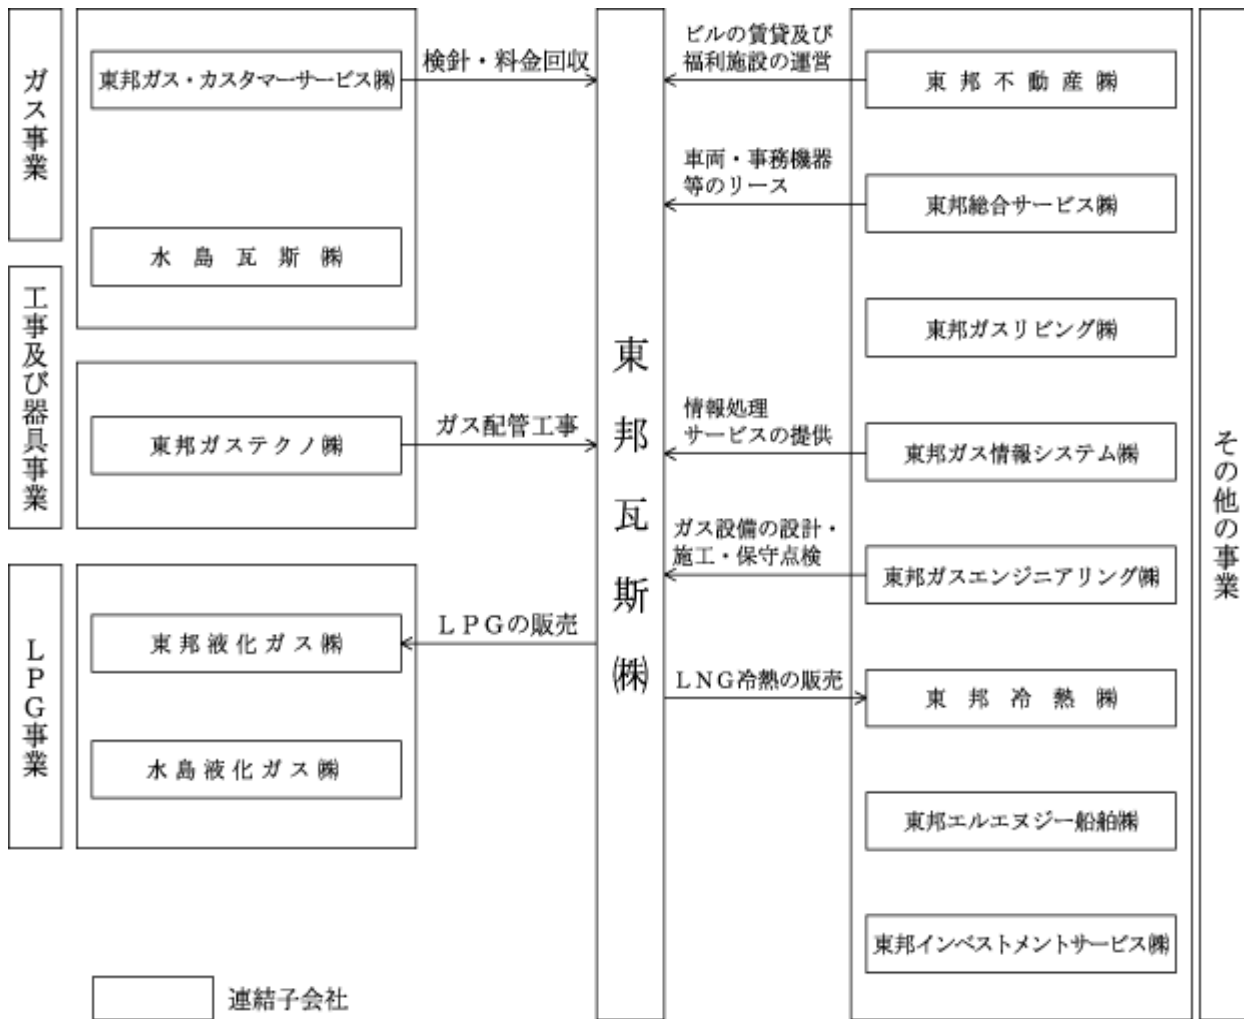 ガス事業
東邦ガス・カスタマーサービス㈱
検針・料金回収
水島瓦斯㈱
工事及び器具事業
東邦ガステクノ㈱
ガス配管工事
LPG事業
東邦液化ガス㈱
LPGの販売
水島液化ガス㈱
東邦瓦斯㈱
ビルの賃貸及び
福利施設の運営
東邦不動産㈱
車両・事務機器
等のリース
東邦総合サービス㈱
東邦ガスリビング㈱
情報処理
サービスの提供
東邦ガス情報システム㈱
ガス設備の設計・
施工・保守点検
東邦ガスエンジニアリング㈱
LNG冷熱の販売
東邦冷熱㈱
東邦エルエヌジー船舶㈱
東邦インベストメントサービス㈱
その他の事業
連結子会社